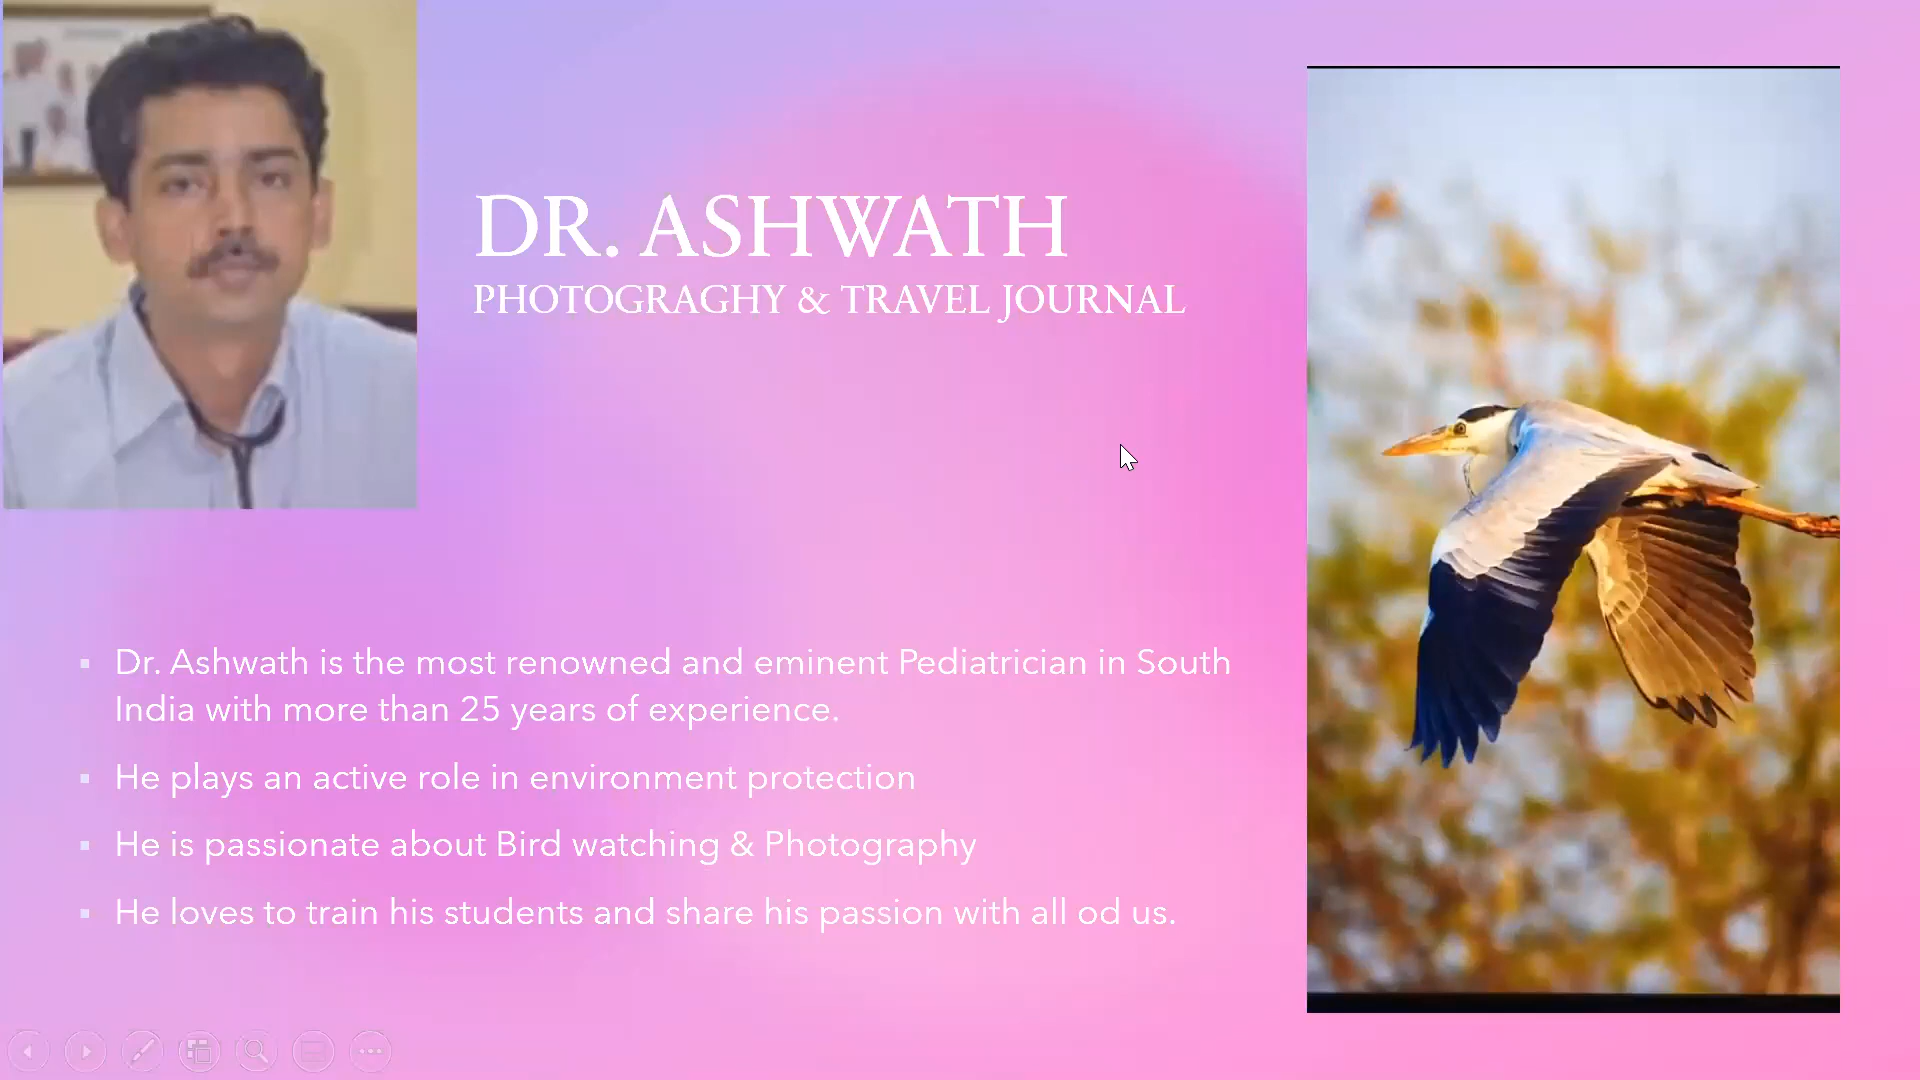 DR. ASHWATH
PHOTOGRAGHY & TRAVEL JOURNAL
▪ Dr. Ashwath is the most renowned and eminent Pediatrician in South
India with more than 25 years of experience.
▪ He plays an active role in environment protection
▪ He is passionate about Bird watching & Photography
▪ He loves to train his students and share his passion with all od us.